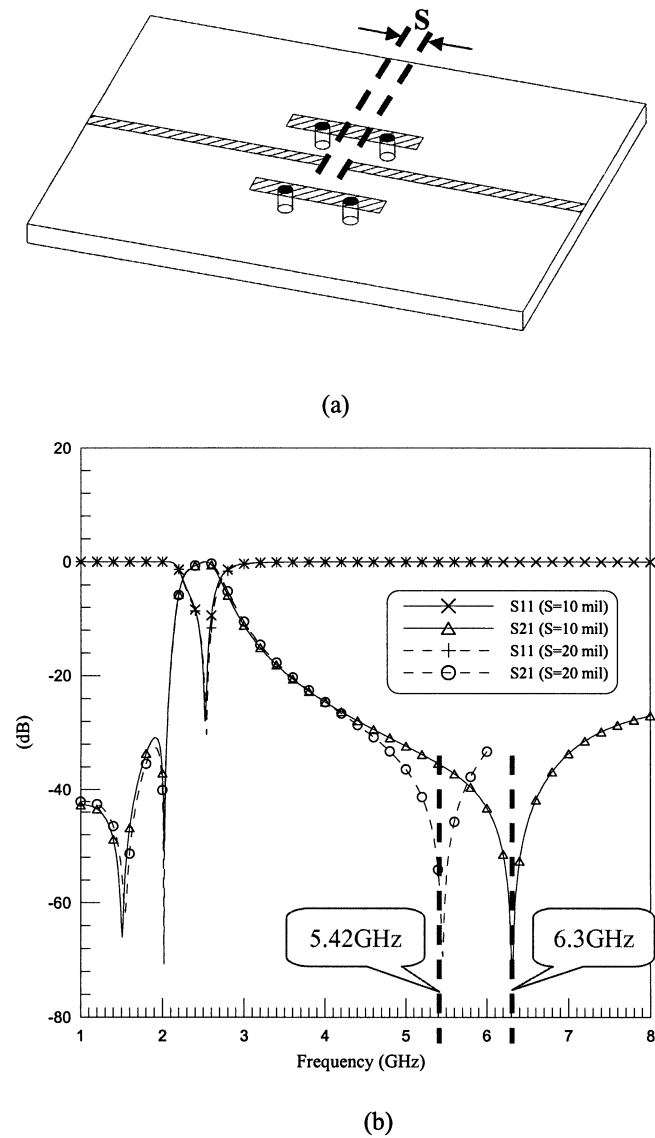 S
(a)
20
0
-20
-40
-60
-80
(dB)
S11 (S=10 mil)
S21 (S=10 mil)
S11 (S=20 mil)
S21 (S=20 mil)
5.42GHz
6.3GHz
1 2 3 4 5 6 7 8
Frequency (GHz)
(b)